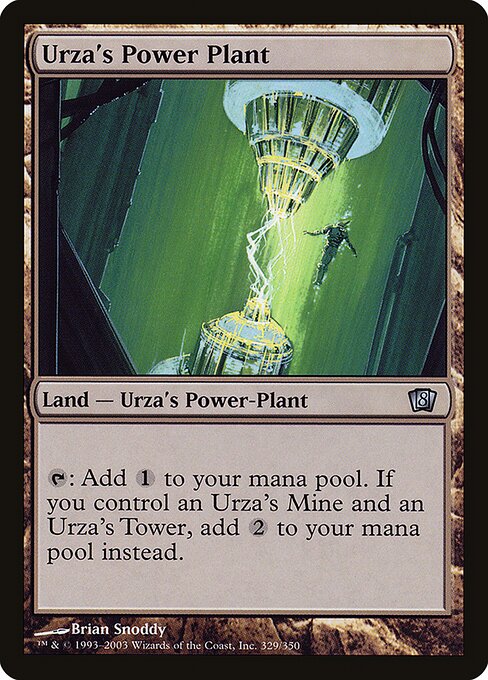 Urza's Power Plant
Land — Urza's Power-Plant
8
: Add 1 to your mana pool. If
you control an Urza's Mine and an
Urza's Tower, add 2 to your mana
pool instead.
Brian Snoddy
™ & © 1993–2003 Wizards of the Coast, Inc. 329/350